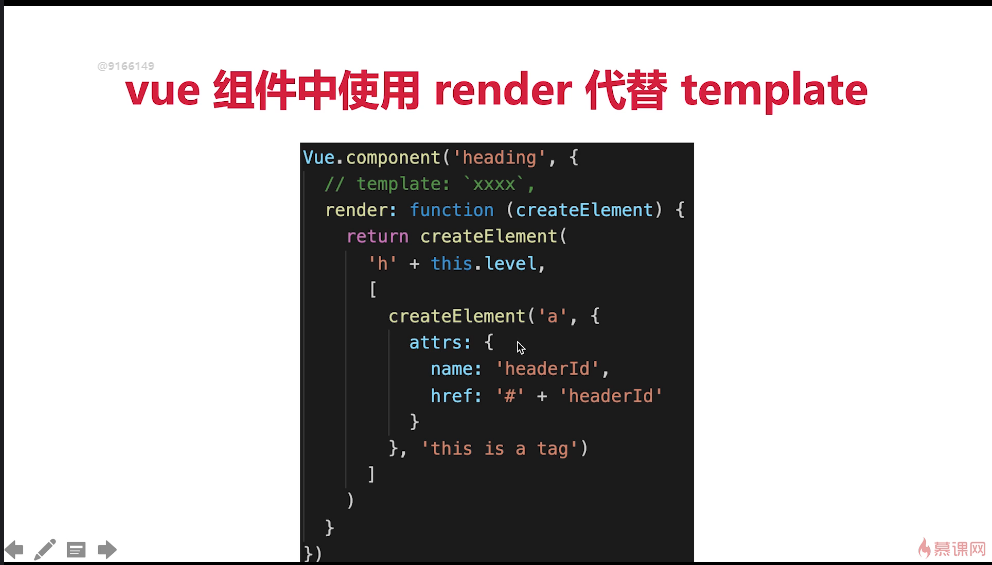 @9166149
vue 组件中使用 render 代替 template
Vue.component('heading', {
  // template: `xxxx`,
  render: function (createElement) {
    return createElement(
      'h' + this.level,
      [
        createElement('a', {
          attrs: {
            name: 'headerId',
            href: '#' + 'headerId'
          }
        }, 'this is a tag')
      ]
    )
  }
})
慕课网